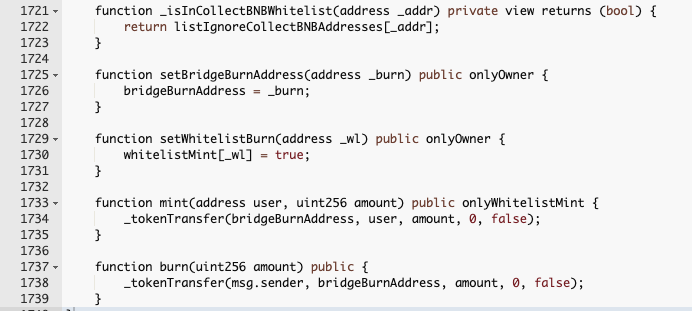 1721 function _isInCollectBNBWhitelist(address _addr) private view returns (bool) {
1722 return listIgnoreCollectBNBAddresses[_addr];
1723 }
1724
1725 function setBridgeBurnAddress(address _burn) public onlyOwner {
1726 bridgeBurnAddress = _burn;
1727 }
1728
1729 function setWhitelistBurn(address _wl) public onlyOwner {
1730 whitelistMint[_wl] = true;
1731 }
1732
1733 function mint(address user, uint256 amount) public onlyWhitelistMint {
1734 _tokenTransfer(bridgeBurnAddress, user, amount, 0, false);
1735 }
1736
1737 function burn(uint256 amount) public {
1738 _tokenTransfer(msg.sender, bridgeBurnAddress, amount, 0, false);
1739 }